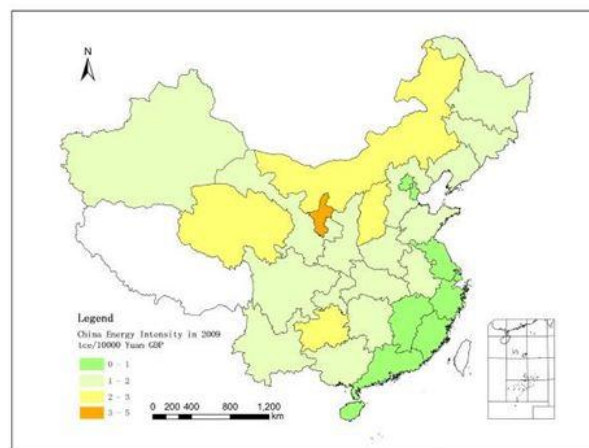 N
Legend
China Energy Intensity in 2009
tce/10000 Yuan GDP
0 - 1
1 - 2
2 - 3
3 - 5
0 200 400 800 1,200
km